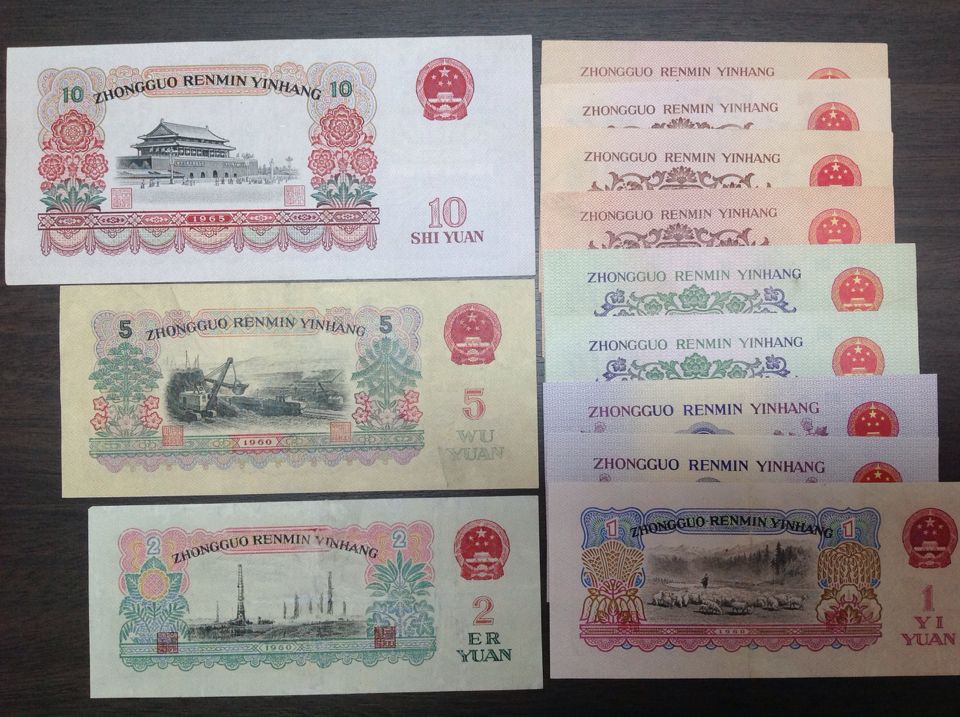 10 ZHONGGUO RENMIN YINHANG 10
1965
10
SHI YUAN
5 ZHONGGUO RENMIN YINHANG 5
1960
5
WU
YUAN
2 ZHONGGUO RENMIN YINHANG 2
1960
2
ER
YUAN
ZHONGGUO RENMIN YINHANG
ZHONGGUO RENMIN YINHANG
ZHONGGUO RENMIN YINHANG
ZHONGGUO RENMIN YINHANG
ZHONGGUO RENMIN YINHANG
ZHONGGUO RENMIN YINHANG
ZHONGGUO RENMIN YINHANG
ZHONGGUO RENMIN YINHANG
1 ZHONGGUO RENMIN YINHANG 1
1960
1
YI
YUAN